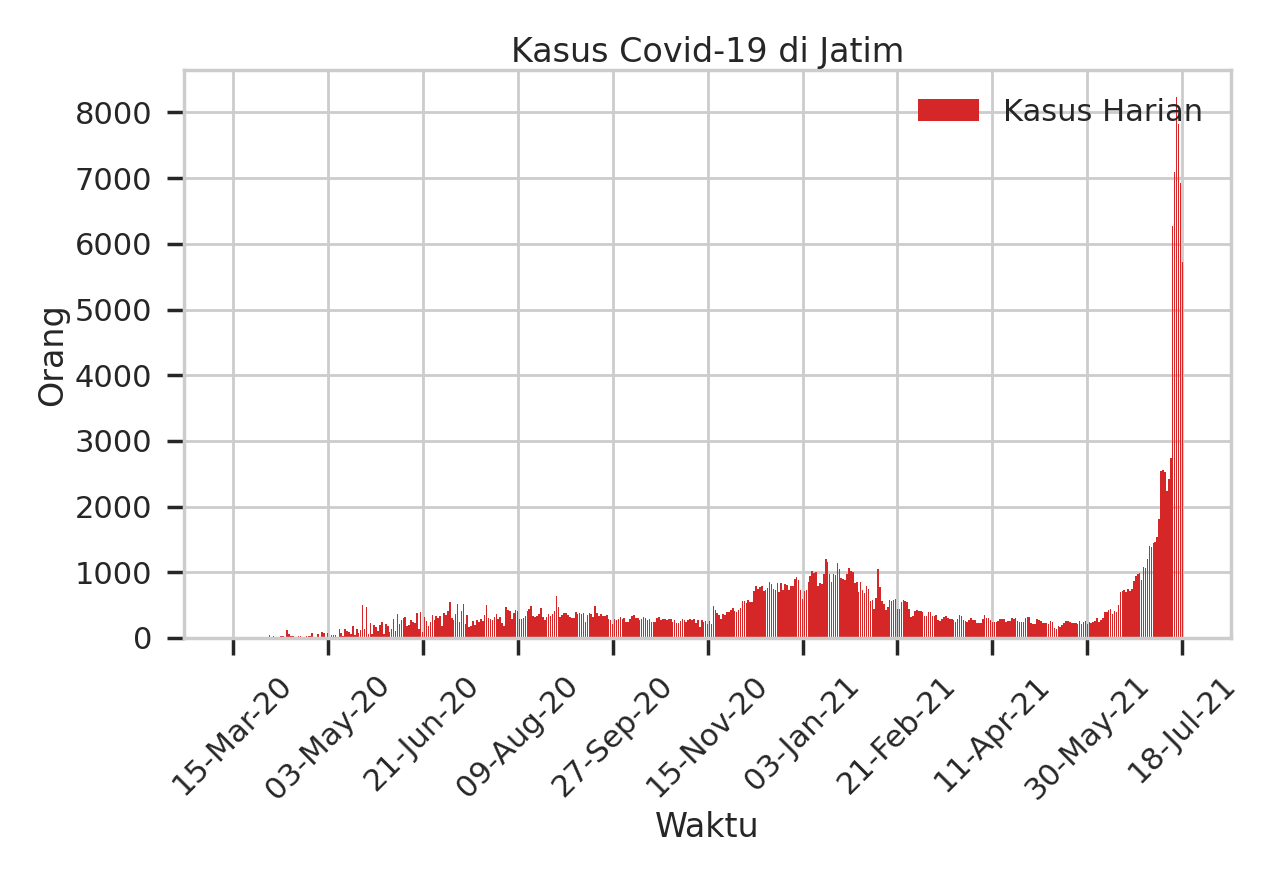 Kasus Covid-19 di Jatim
Kasus Harian
Orang
8000
7000
6000
5000
4000
3000
2000
1000
0
15-Mar-20
03-May-20
21-Jun-20
09-Aug-20
27-Sep-20
15-Nov-20
03-Jan-21
21-Feb-21
11-Apr-21
30-May-21
18-Jul-21
Waktu